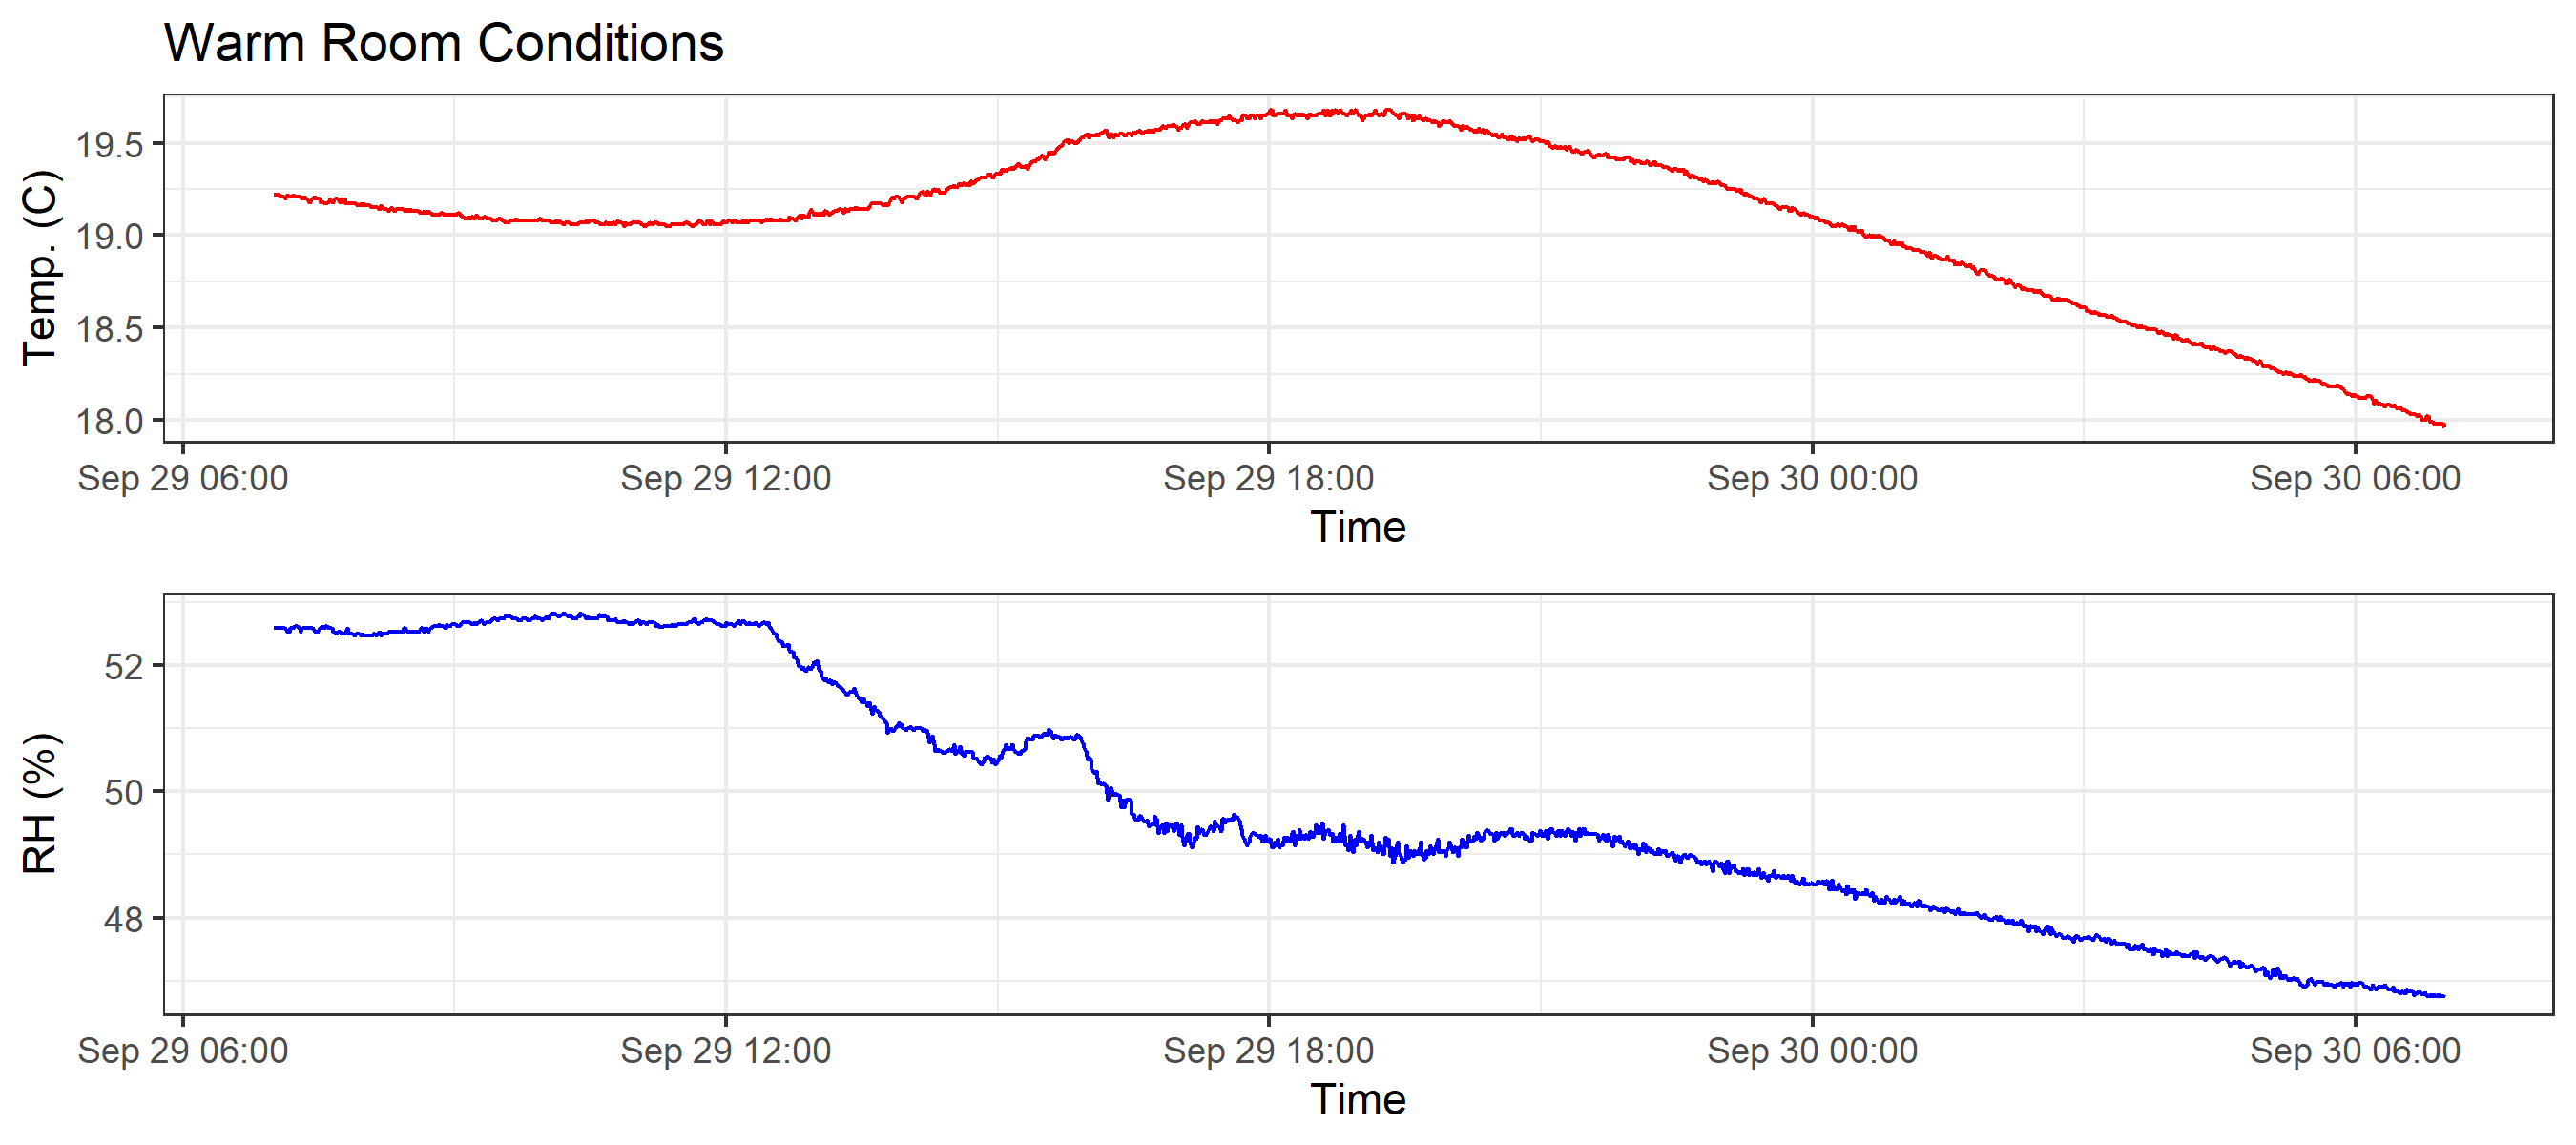 Warm Room Conditions
Temp. (C)
19.5
19.0
18.5
18.0
Sep 29 06:00 Sep 29 12:00 Sep 29 18:00 Sep 30 00:00 Sep 30 06:00
Time
RH (%)
52
50
48
Sep 29 06:00 Sep 29 12:00 Sep 29 18:00 Sep 30 00:00 Sep 30 06:00
Time